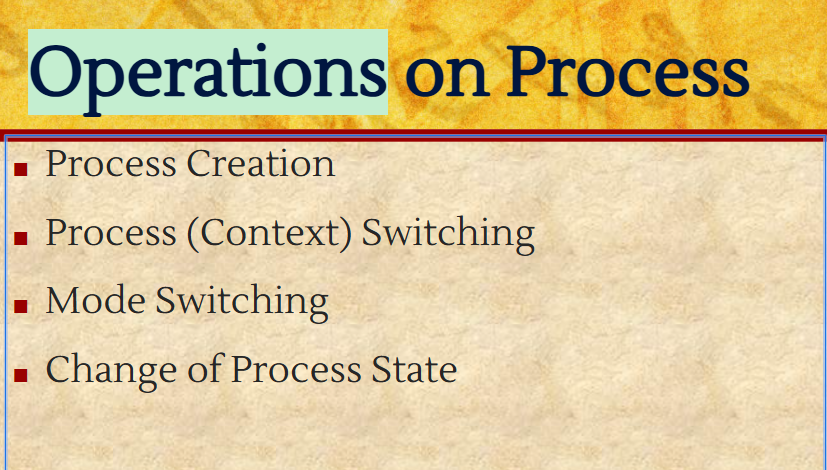 Operations on Process
Process Creation
Process (Context) Switching
Mode Switching
Change of Process State